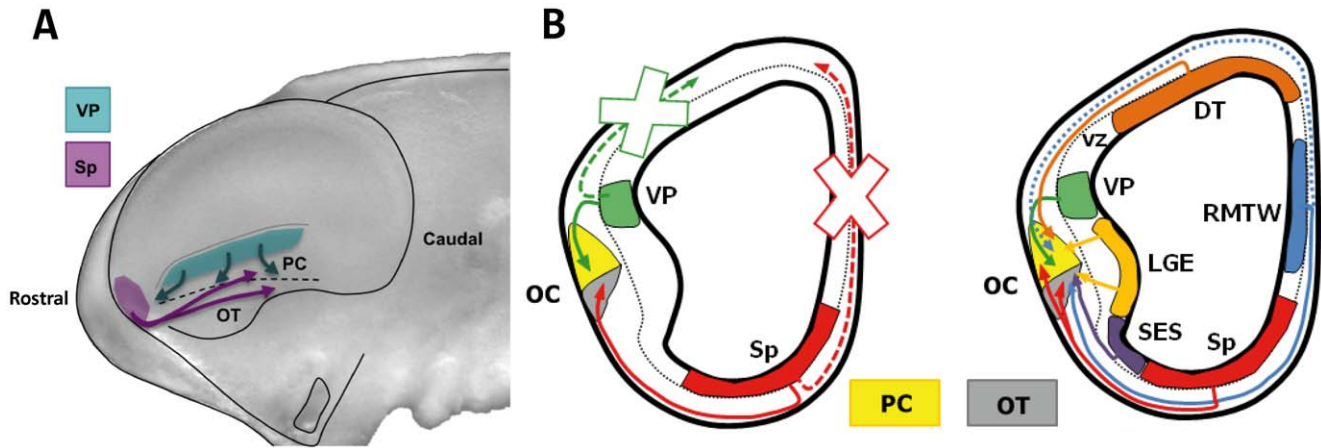 A
VP
Sp
Rostral
Caudal
PC
OT
B
VP
OC
Sp
DT
VZ
VP
RMTW
LGE
OC
SES
Sp
PC
OT